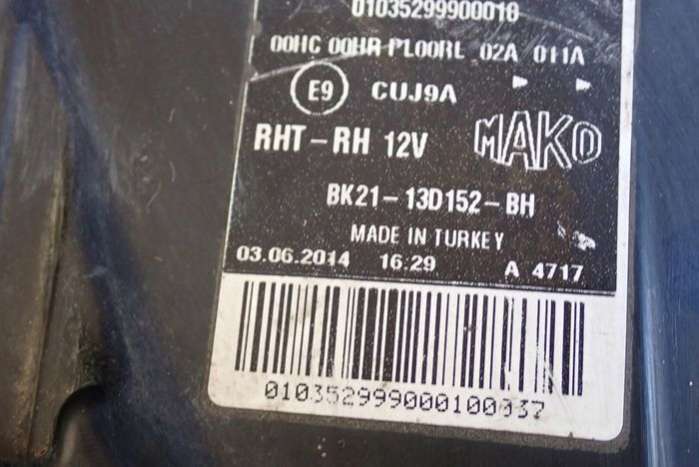 01035299900010
00HC 00HR PL00RL 02A 011A
E9 CUJ9A
RHT-RH 12V MAKO
BK21-13D152-BH
MADE IN TURKEY
03.06.2014 16.29 A 4717
010352999000100037